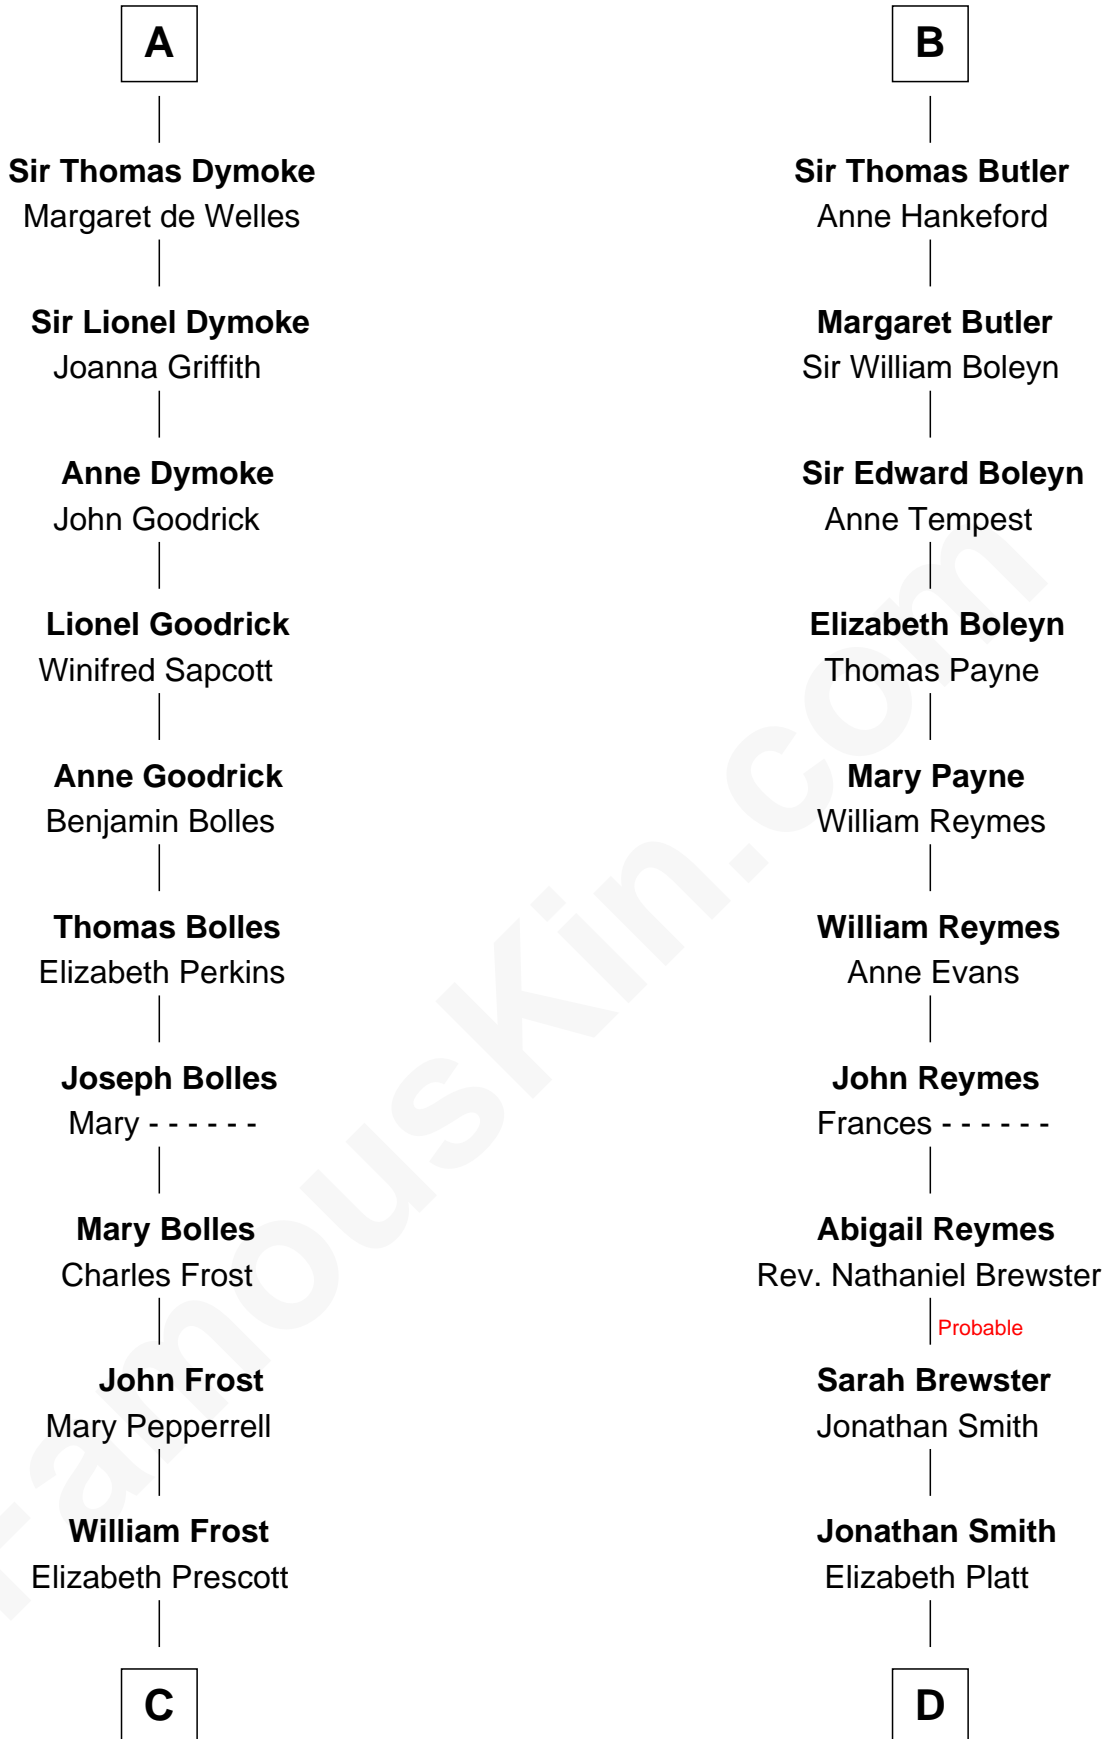 A
Sir Thomas Dymoke
Margaret de Welles
Sir Lionel Dymoke
Joanna Griffith
Anne Dymoke
John Goodrick
Lionel Goodrick
Winifred Sapcott
Anne Goodrick
Benjamin Bolles
Thomas Bolles
Elizabeth Perkins
Joseph Bolles
Mary - - - - - -
Mary Bolles
Charles Frost
John Frost
Mary Pepperrell
William Frost
Elizabeth Prescott
C
B
Sir Thomas Butler
Anne Hankeford
Margaret Butler
Sir William Boleyn
Sir Edward Boleyn
Anne Tempest
Elizabeth Boleyn
Thomas Payne
Mary Payne
William Reymes
William Reymes
Anne Evans
John Reymes
Frances - - - - - -
Abigail Reymes
Rev. Nathaniel Brewster
Probable
Sarah Brewster
Jonathan Smith
Jonathan Smith
Elizabeth Platt
D
FamousKin.com